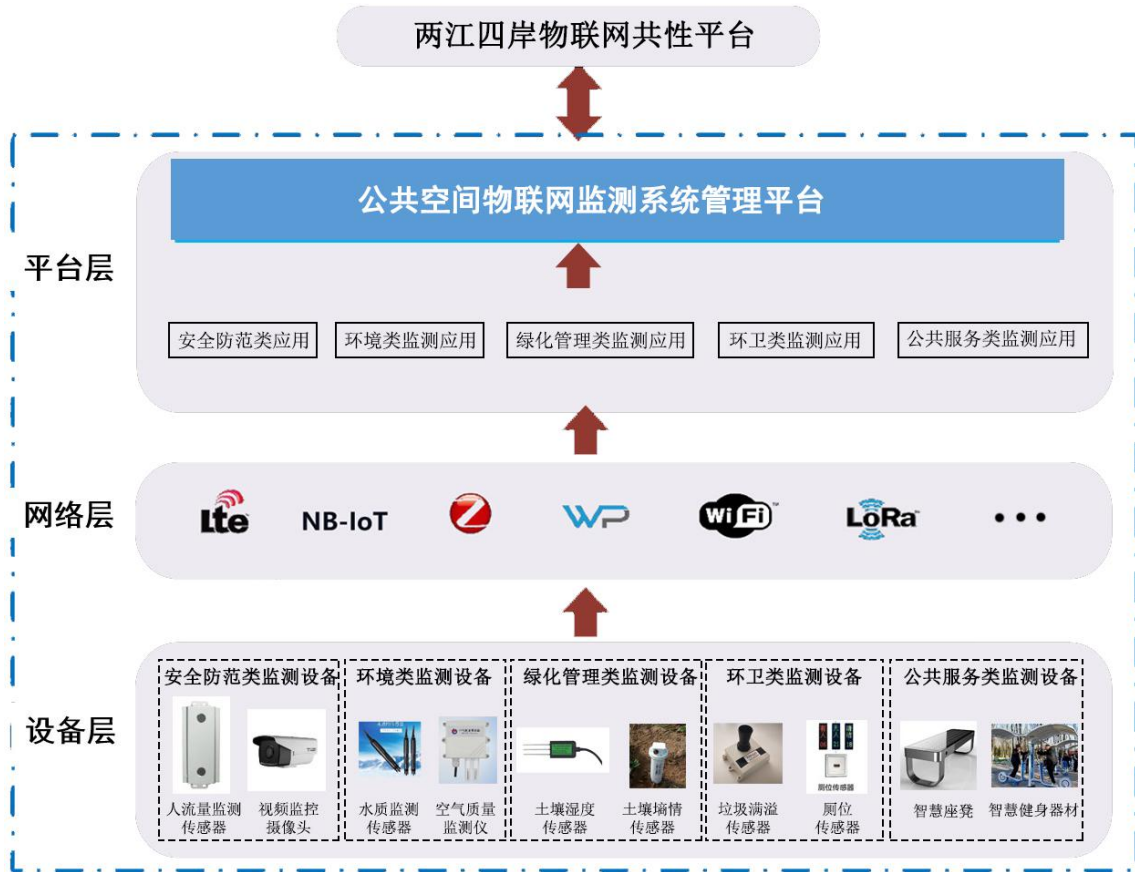 两江四岸物联网共性平台
公共空间物联网监测系统管理平台
平台层
安全防范类应用
环境类监测应用
绿化管理类监测应用
环卫类监测应用
公共服务类监测应用
网络层
Lte
NB-IoT
Z
WP
Wi Fi
LoRa
•••
设备层
安全防范类监测设备
环境类监测设备
绿化管理类监测设备
环卫类监测设备
公共服务类监测设备
厕位传感器
人流量监测
传感器
视频监控
摄像头
水质监测
传感器
空气质量
监测仪
土壤湿度
传感器
土壤墒情
传感器
垃圾满溢
传感器
厕位
传感器
智慧座凳
智慧健身器材